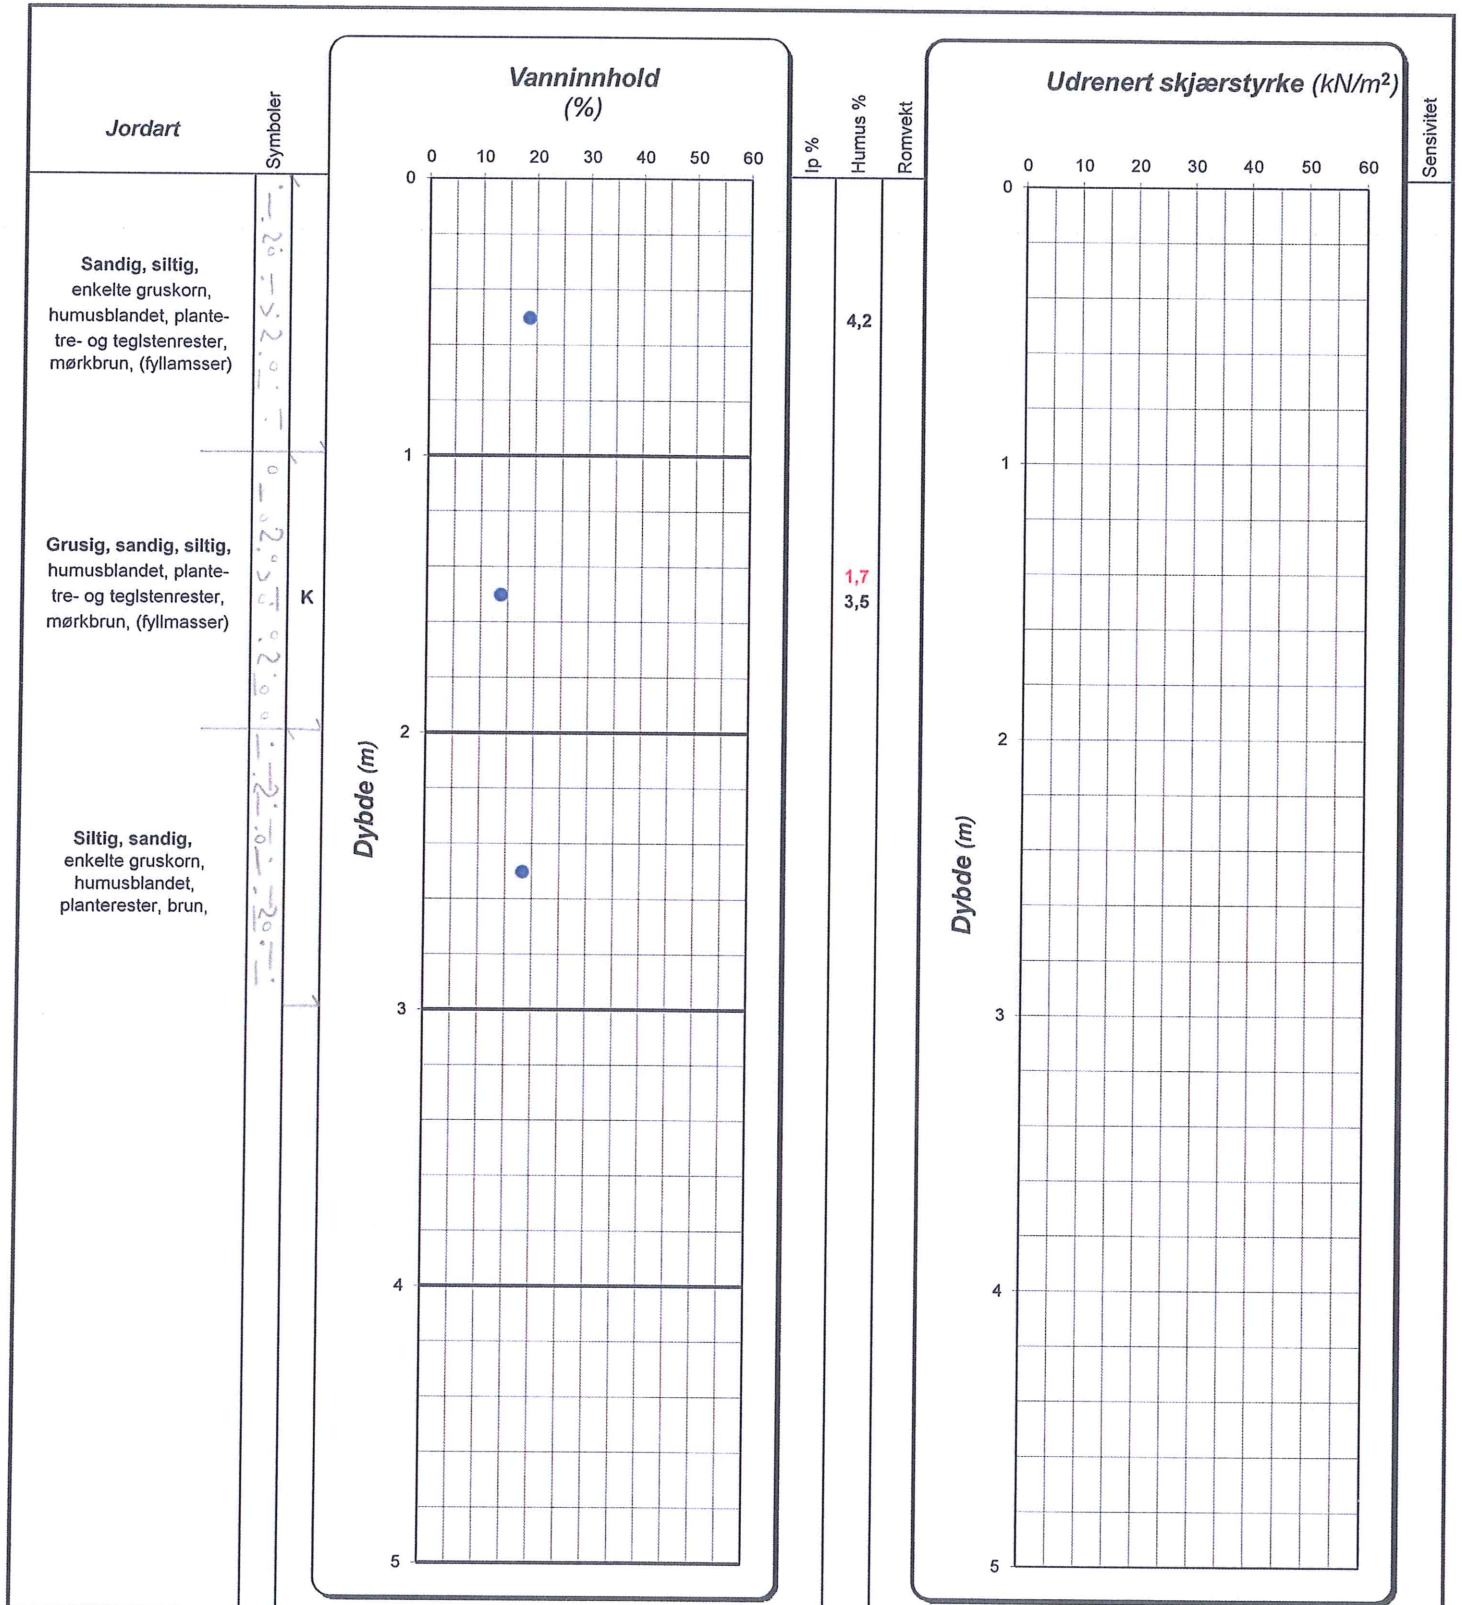 Jordart
Symboler
Vanninnhold
(%)
0 10 20 30 40 50 60
0
1
2
3
4
5
Dybde (m)
Ip %
Humus %
Romvekt
Udrenert skjærstyrke (kN/m²)
0 10 20 30 40 50 60
0
1
2
3
4
5
Dybde (m)
Sensivitet
Sandig, siltig,
enkelte gruskorn,
humusblandet, plante-
tre- og teglstenrester,
mørkbrun, (fyllamsser)
4,2
Grusig, sandig, siltig,
humusblandet, plante-
tre- og teglstenrester,
mørkbrun, (fyllmasser)
K
1,7
3,5
Siltig, sandig,
enkelte gruskorn,
humusblandet,
planterester, brun,